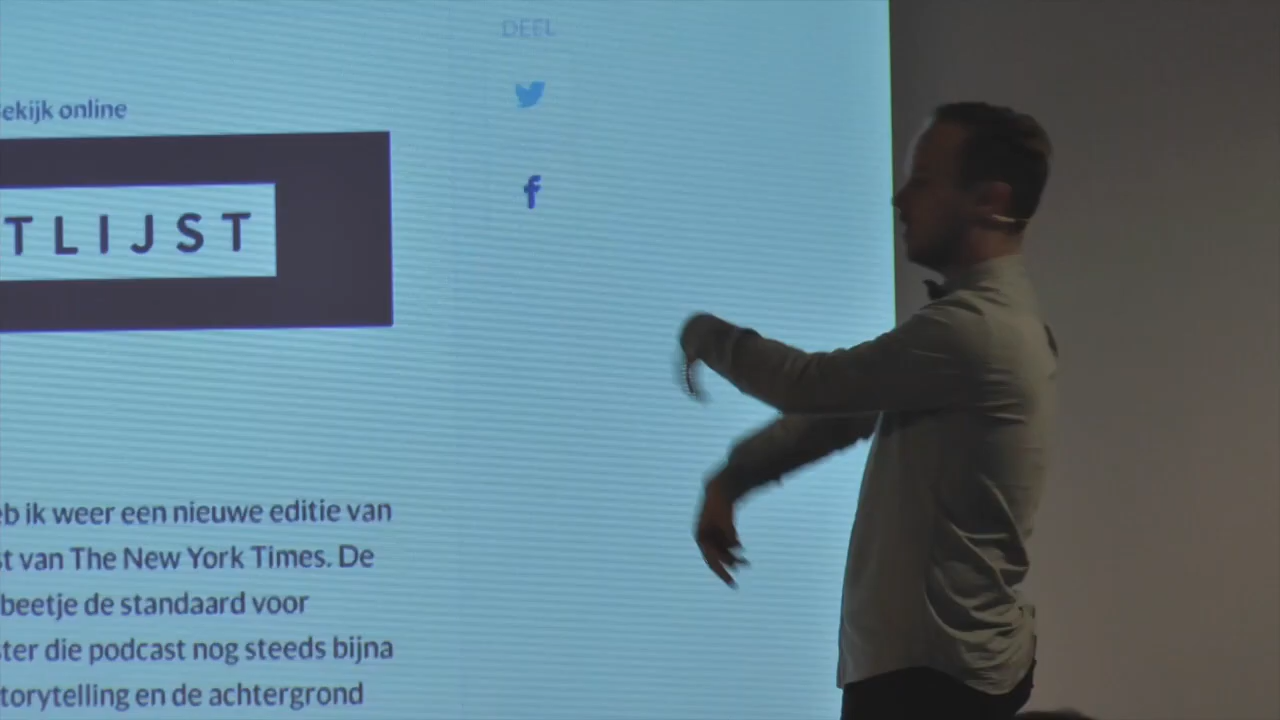 DEEL
ekijk online
TLIJST
eb ik weer een nieuwe editie van
st van The New York Times. De
beetje de standaard voor
ster die podcast nog steeds bijna
torytelling en de achtergrond